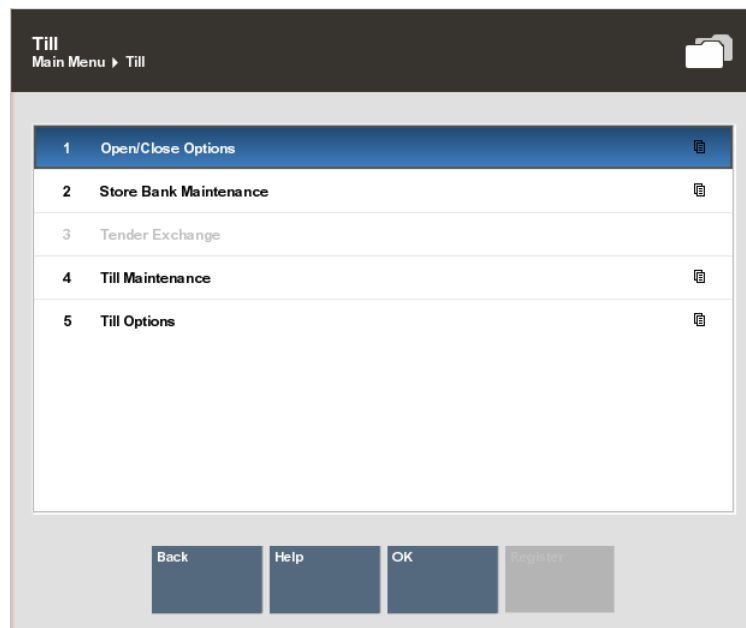 Till
Main Menu ▸ Till
1 Open/Close Options
2 Store Bank Maintenance
3 Tender Exchange
4 Till Maintenance
5 Till Options
Back Help OK Register